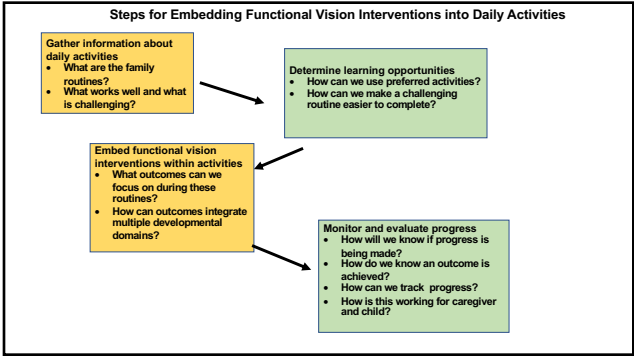 Steps for Embedding Functional Vision Interventions into Daily Activities
Gather information about
daily activities
• What are the family
routines?
• What works well and what
is challenging?
Determine learning opportunities
• How can we use preferred activities?
• How can we make a challenging
routine easier to complete?
Embed functional vision
interventions within activities
• What outcomes can we
focus on during these
routines?
• How can outcomes integrate
multiple developmental
domains?
Monitor and evaluate progress
• How will we know if progress is
being made?
• How do we know an outcome is
achieved?
• How can we track progress?
• How is this working for caregiver
and child?